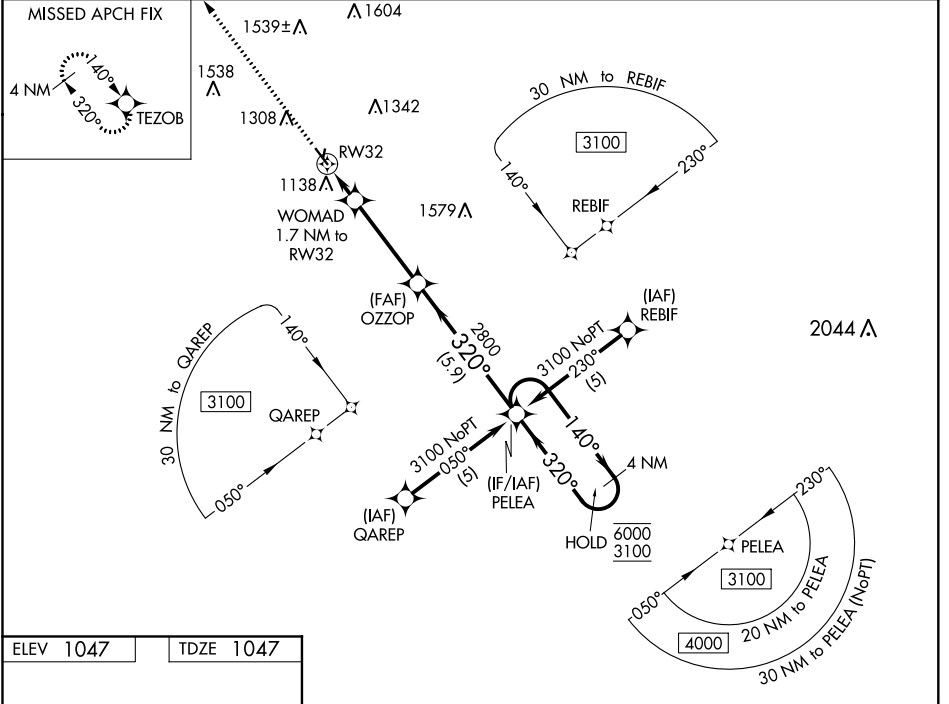 MISSED APCH FIX
4 NM
140°
320°
TEZOB
1539±
1604
1538
1308
1342
RW32
1138
WOMAD
1.7 NM to
RW32
1579
30 NM to REBIF
3100
140°
230°
REBIF
(FAF)
OZZOP
2800
320°
(5.9)
(IAF)
REBIF
3100 NoPT
230°
(5)
2044
30 NM to QAREP
140°
3100
QAREP
050°
3100 NoPT
050°
(5)
(IAF)
QAREP
(IF/IAF)
PELEA
140°
320°
4 NM
HOLD
6000
3100
230°
PELEA
3100
050°
20 NM to PELEA
4000
30 NM to PELEA (NoPT)
ELEV 1047
TDZE 1047